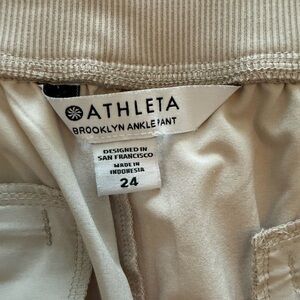 ATHLETA
BROOKLYN ANKLE PANT
DESIGNED IN
SAN FRANCISCO
MADE IN
INDONESIA
24